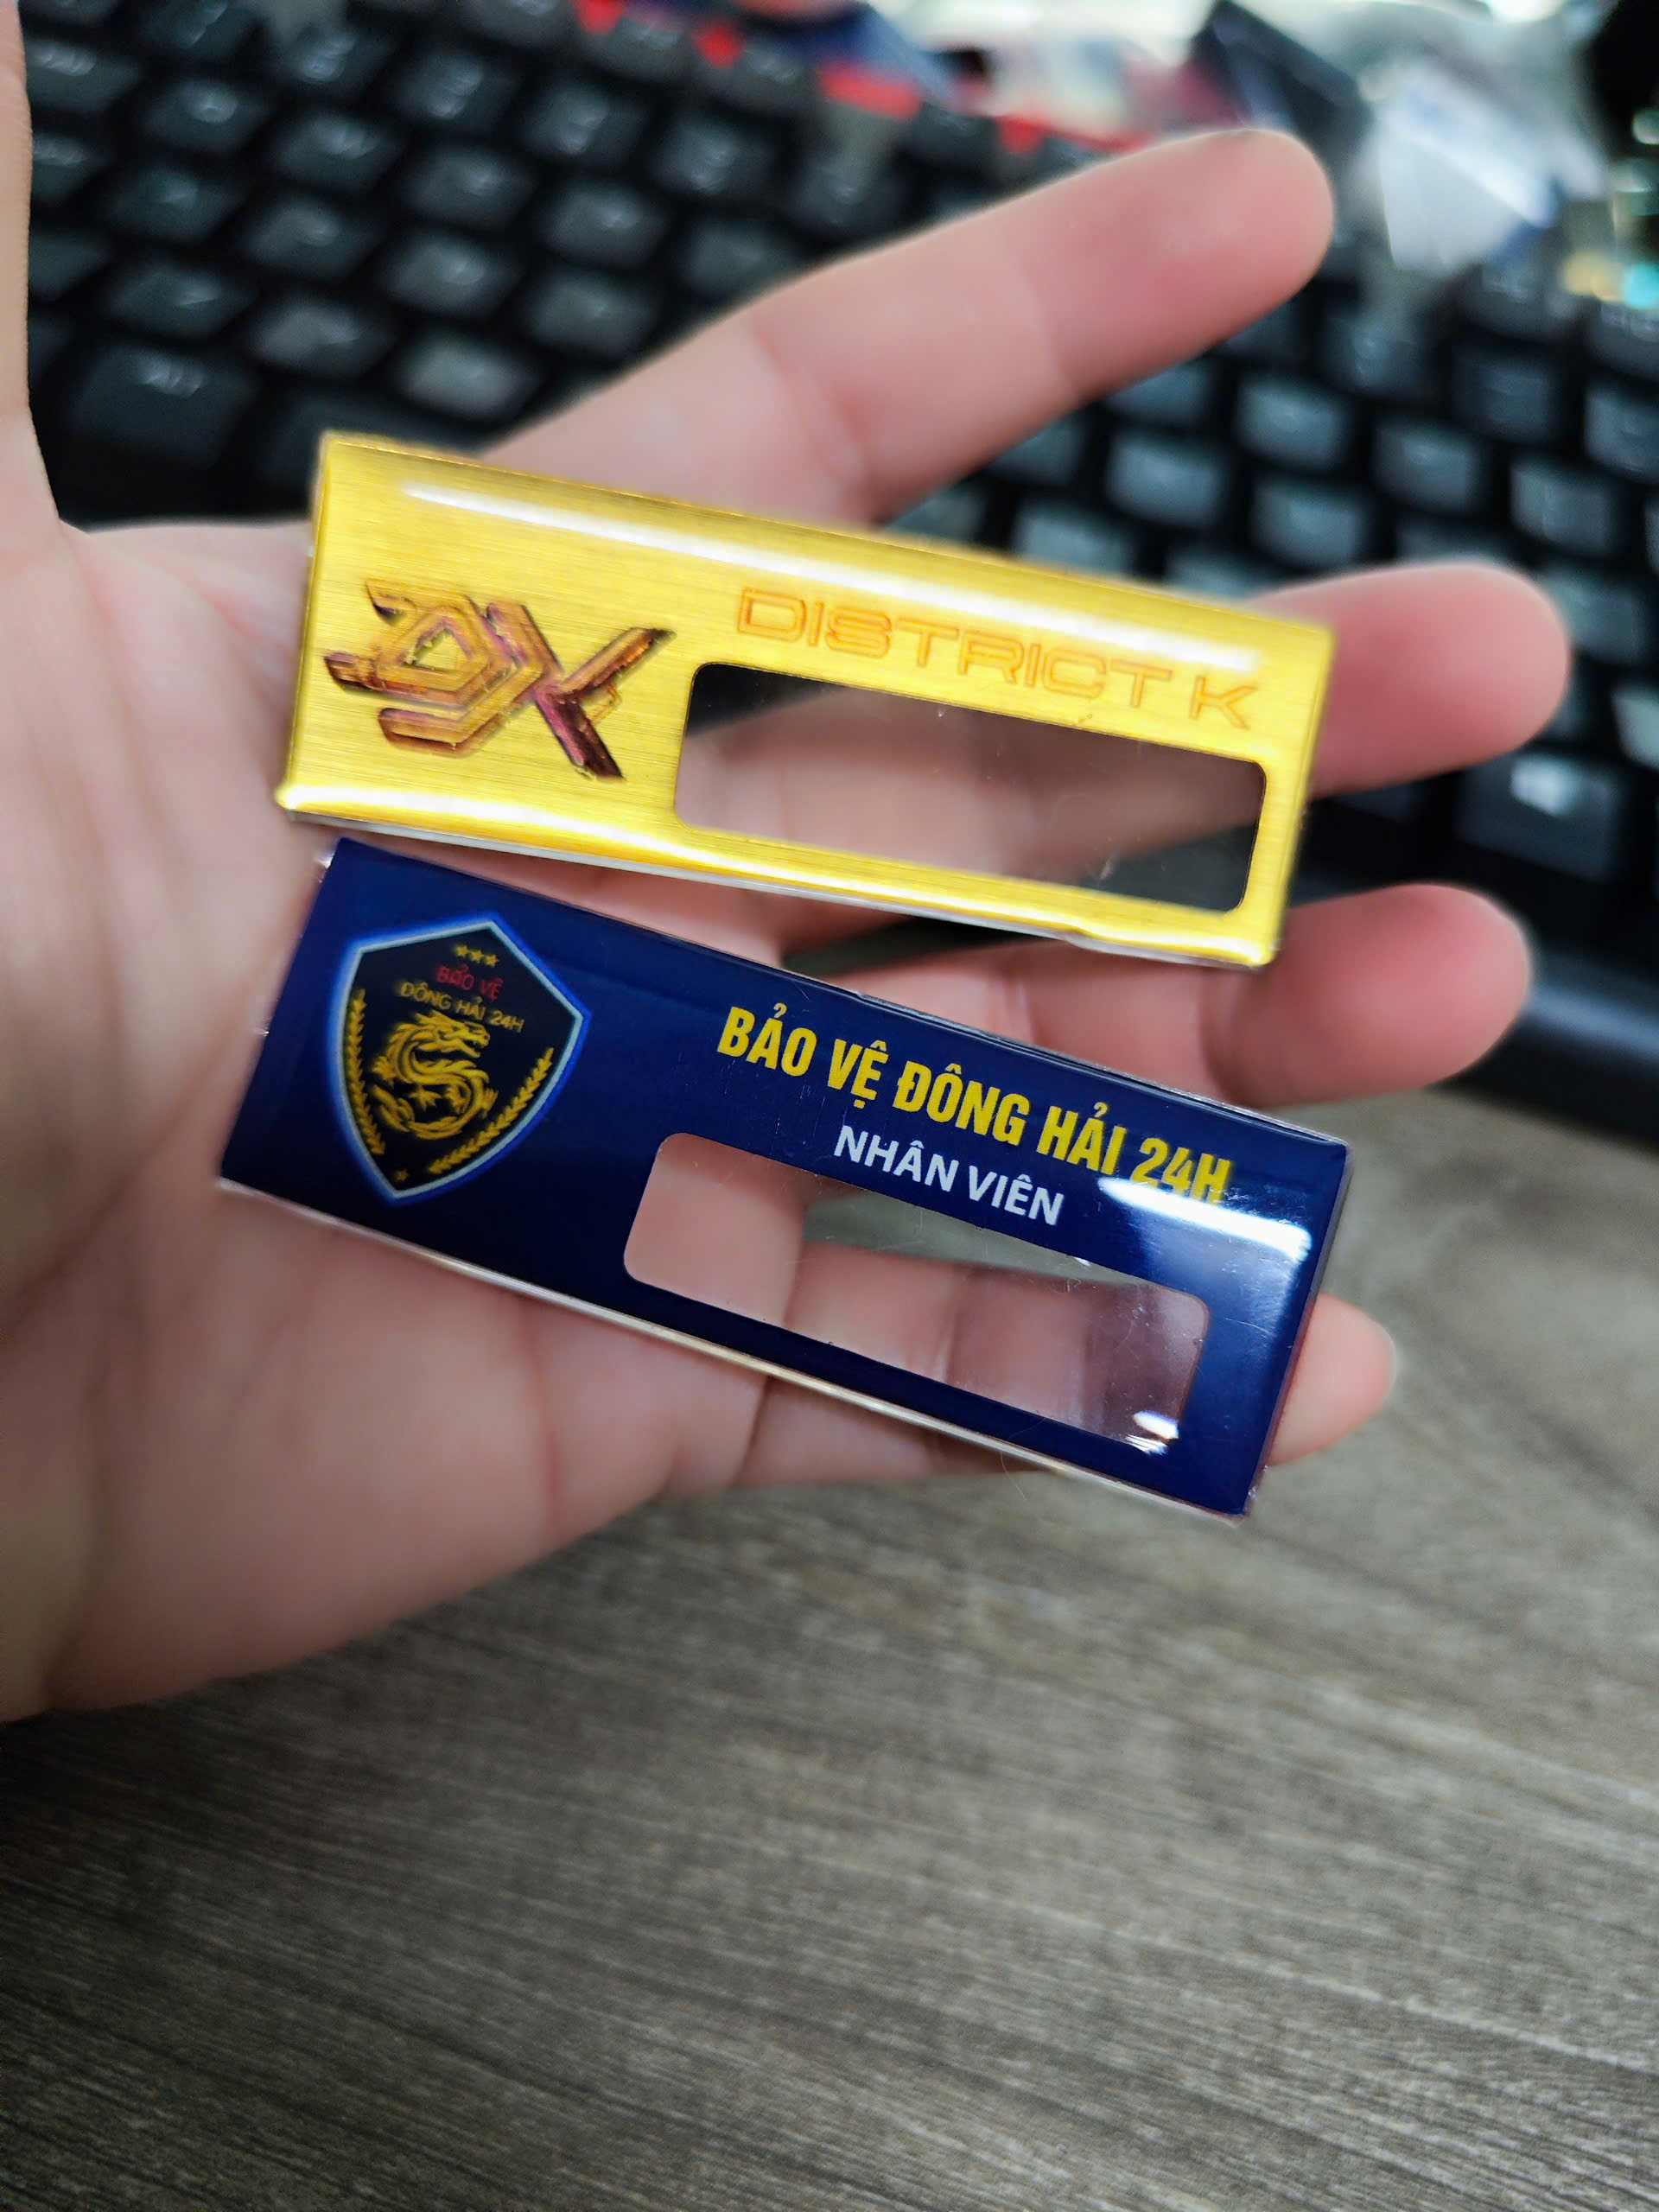 DISTRICT K
BẢO VỆ
ĐÔNG HẢI 24H
BẢO VỆ ĐÔNG HẢI 24H
NHÂN VIÊN